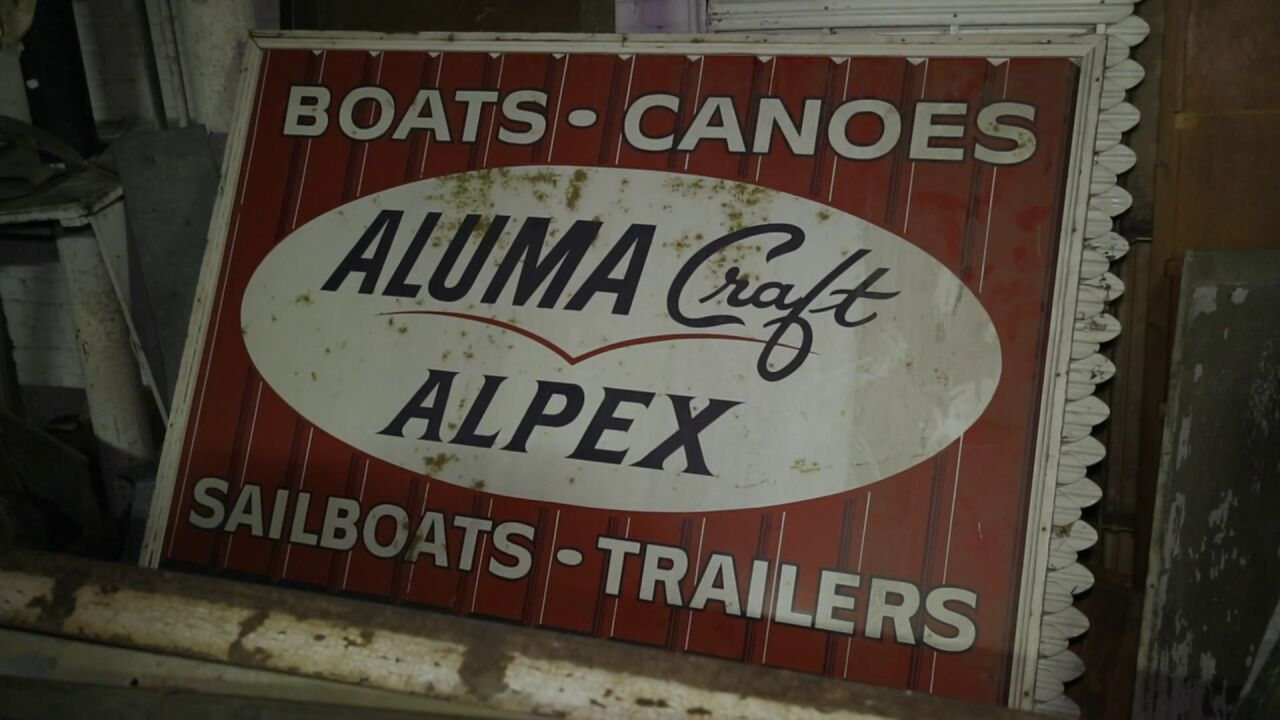 BOATS • CANOES
ALUMA Craft
ALPEX
SAILBOATS • TRAILERS